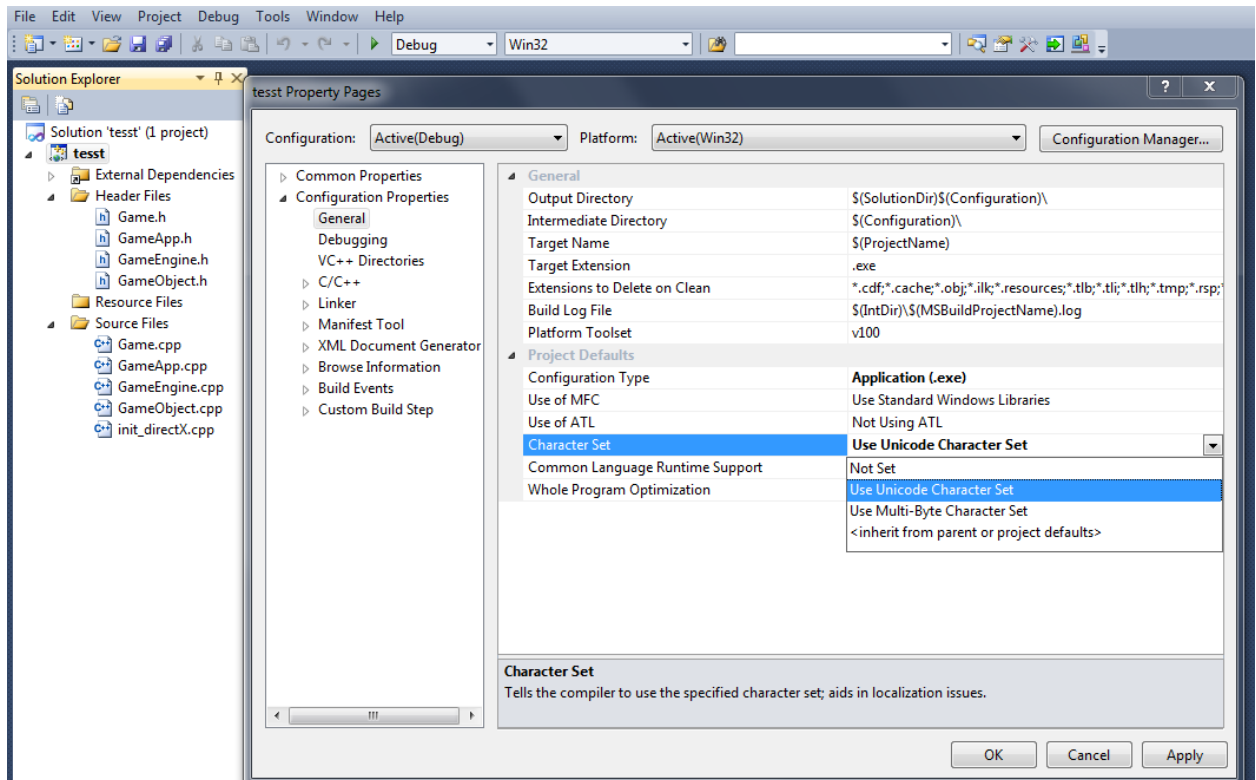 File Edit View Project Debug Tools Window Help
Debug Win32
Solution Explorer
Solution 'tesst' (1 project)
tesst
External Dependencies
Header Files
Game.h
GameApp.h
GameEngine.h
GameObject.h
Resource Files
Source Files
Game.cpp
GameApp.cpp
GameEngine.cpp
GameObject.cpp
init_directX.cpp
tesst Property Pages
? X
Configuration: Active(Debug) Platform: Active(Win32) Configuration Manager...
Common Properties
Configuration Properties
General
Debugging
VC++ Directories
C/C++
Linker
Manifest Tool
XML Document Generator
Browse Information
Build Events
Custom Build Step
General
Output Directory $(SolutionDir)$(Configuration)\
Intermediate Directory $(Configuration)\
Target Name $(ProjectName)
Target Extension .exe
Extensions to Delete on Clean *.cdf;*.cache;*.obj;*.ilk;*.resources;*.tlb;*.tli;*.tlh;*.tmp;*.rsp;
Build Log File $(IntDir)\$(MSBuildProjectName).log
Platform Toolset v100
Project Defaults
Configuration Type Application (.exe)
Use of MFC Use Standard Windows Libraries
Use of ATL Not Using ATL
Character Set Use Unicode Character Set
Common Language Runtime Support Not Set
Whole Program Optimization Use Unicode Character Set
Use Multi-Byte Character Set
<inherit from parent or project defaults>
Character Set
Tells the compiler to use the specified character set; aids in localization issues.
OK Cancel Apply